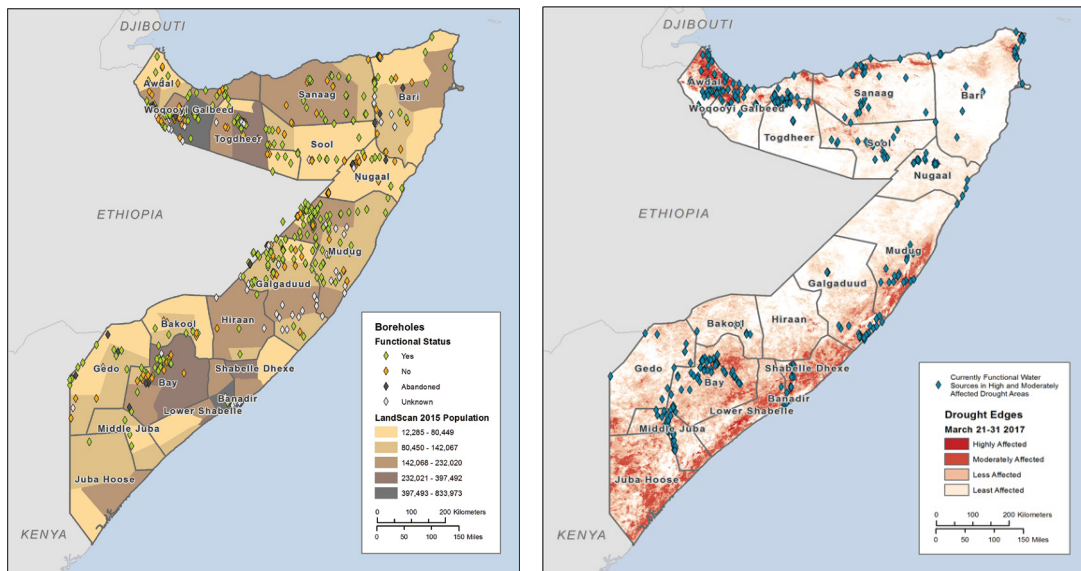 DJIBOUTI
Awdal
Woqooyi Galbeed
Togdheer
Sanaag
Bari
Sool
Nugaal
ETHIOPIA
Mudug
Galgaduud
Hiraan
Bakool
Gedo
Bay
Shabelle Dhexe
Banadir
Lower Shabelle
Middle Juba
Juba Hoose
KENYA
Boreholes
Functional Status
Yes
No
Abandoned
Unknown
LandScan 2015 Population
12,285 - 80,449
80,450 - 142,067
142,068 - 232,020
232,021 - 397,492
397,493 - 833,973
0 100 200 Kilometers
0 50 100 150 Miles
DJIBOUTI
Awdal
Woqooyi Galbeed
Togdheer
Sanaag
Bari
Sool
Nugaal
ETHIOPIA
Mudug
Galgaduud
Hiraan
Bakool
Gedo
Bay
Shabelle Dhexe
Banadir
Lower Shabelle
Middle Juba
Juba Hoose
KENYA
Currently Functional Water
Sources in High and Moderately
Affected Drought Areas
Drought Edges
March 21-31 2017
Highly Affected
Moderately Affected
Less Affected
Least Affected
0 100 200 Kilometers
0 50 100 150 Miles